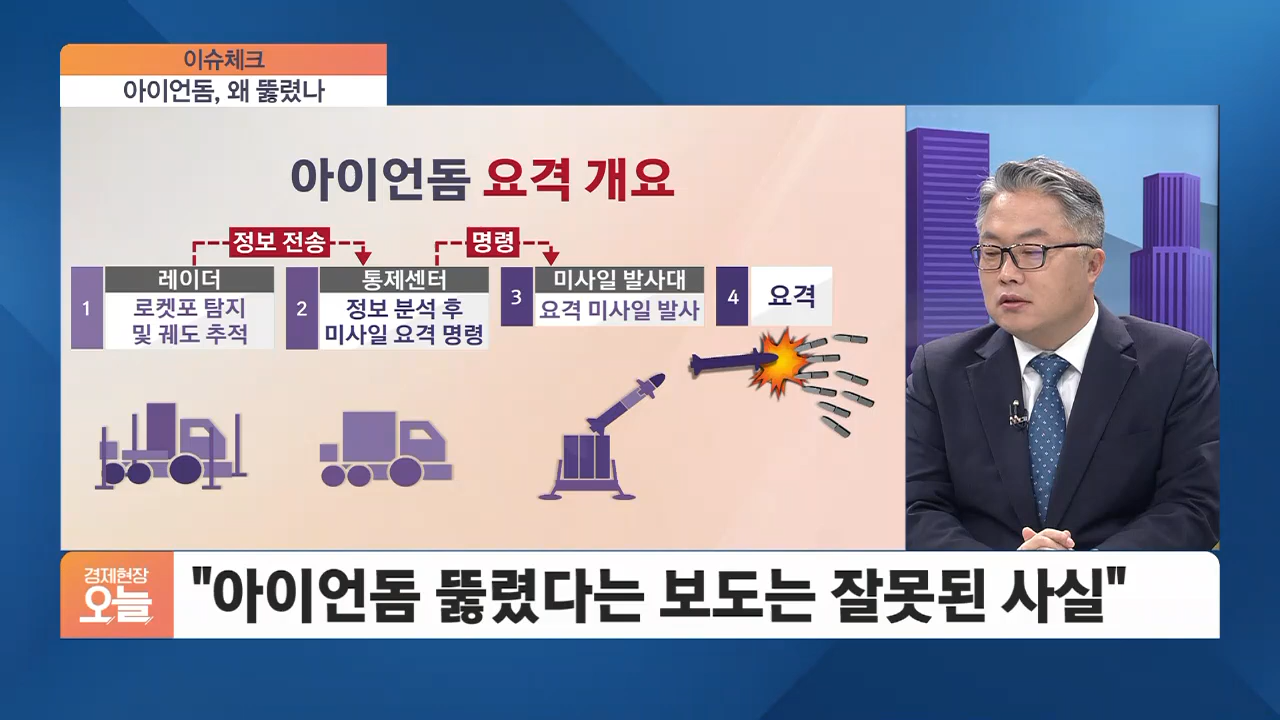 이슈체크
아이언돔, 왜 뚫렸나
아이언돔 요격 개요
정보 전송
명령
1
레이더
로켓포 탐지
및 궤도 추적
2
통제센터
정보 분석 후
미사일 요격 명령
3
미사일 발사대
요격 미사일 발사
4
요격
경제현장
오늘
"아이언돔 뚫렸다는 보도는 잘못된 사실"